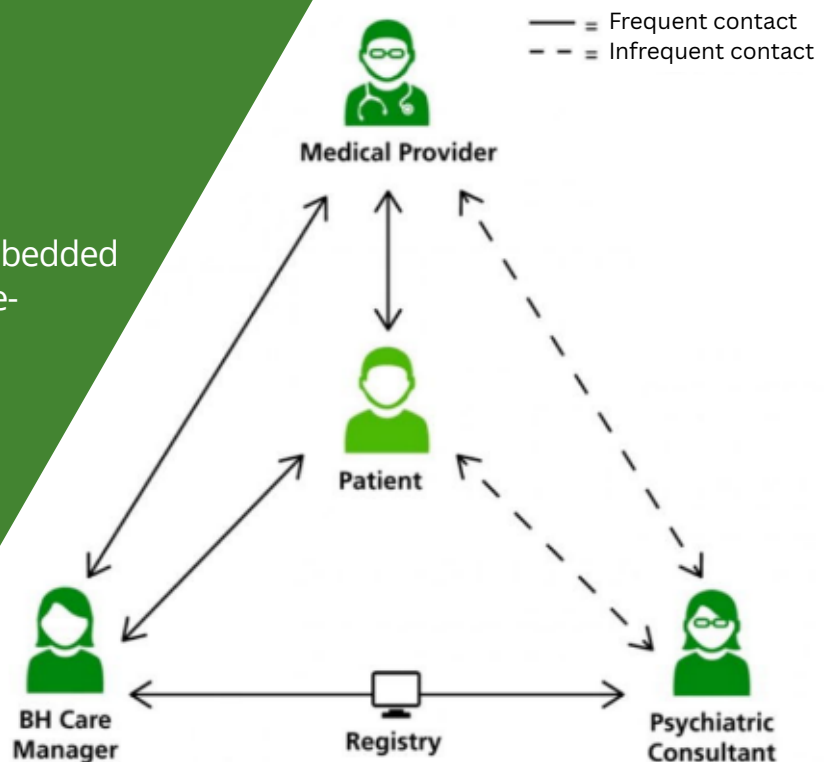 = Frequent contact
= Infrequent contact
Medical Provider
bedded
e-
Patient
BH Care
Manager
Registry
Psychiatric
Consultant